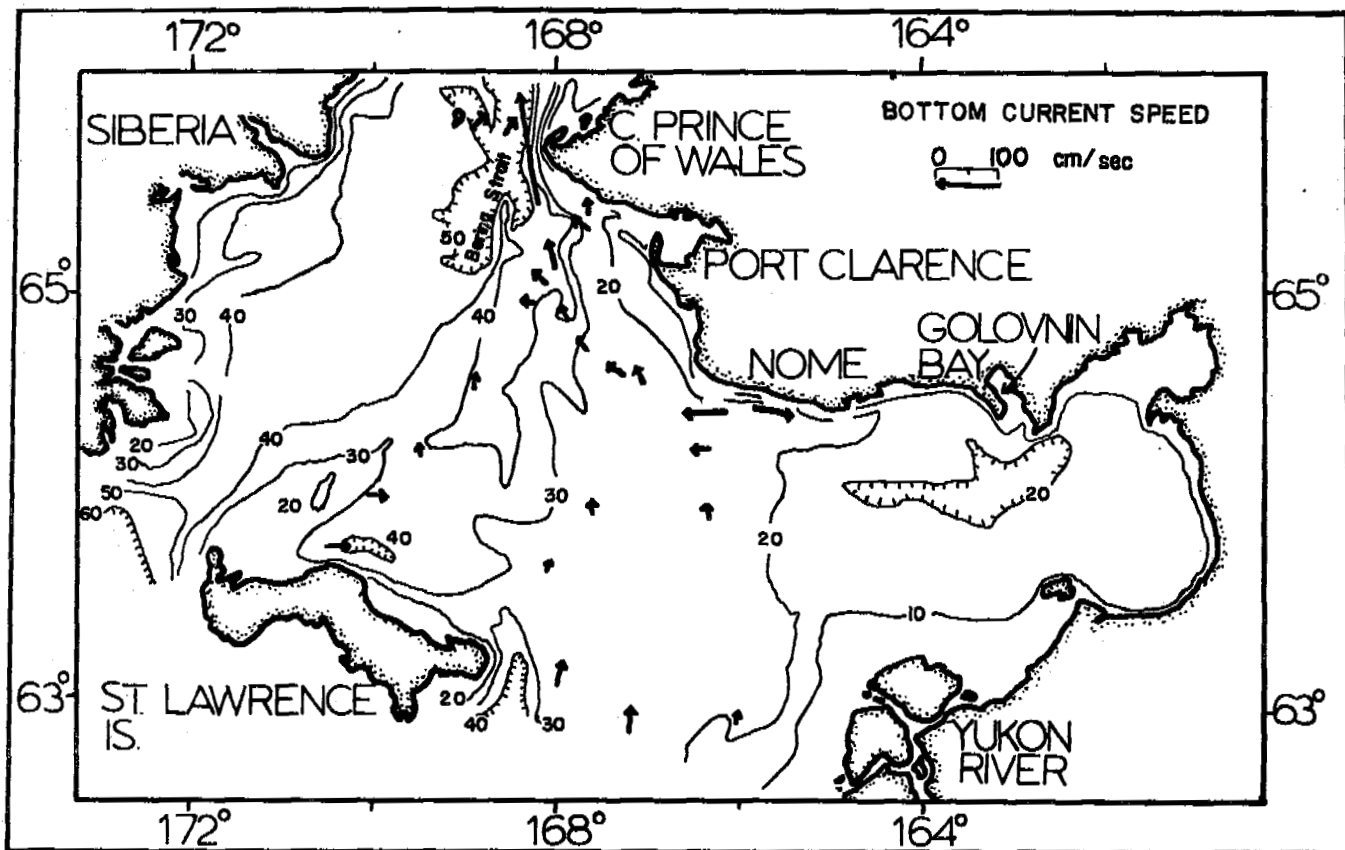 172° 168° 164°
SIBERIA
C. PRINCE
OF WALES
BOTTOM CURRENT SPEED
0 100 cm/sec
Bering Strait
50
PORT CLARENCE
65° 65°
20
30 40
40
GOLOVNIN
BAY
NOME
20
30
40
30
20
50
60
20
30
20
40
20
10
ST. LAWRENCE
IS.
20
40
30
63° 63°
YUKON
RIVER
172° 168° 164°